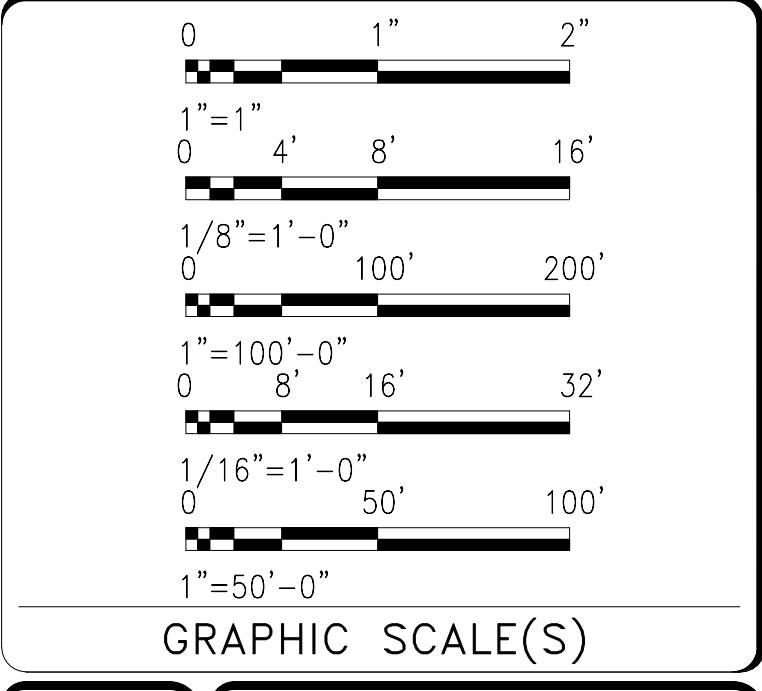 0 1" 2"
1"=1"
0 4' 8' 16'
1/8"=1'-0"
0 100' 200'
1"=100'-0"
0 8' 16' 32'
1/16"=1'-0"
0 50' 100'
1"=50'-0"
GRAPHIC SCALE(S)